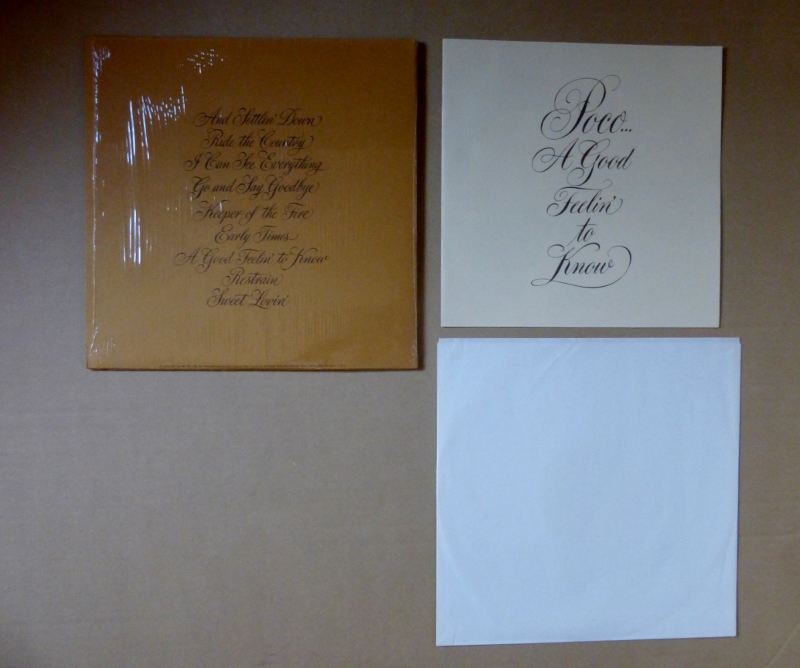 And Settlin' Down
Ride the Country
I Can See Everything
Go and Say Goodbye
Keeper of the Fire
Early Times
A Good Feelin' to Know
Restrain
Sweet Lovin'
Poco...
A Good
Feelin'
to
Know